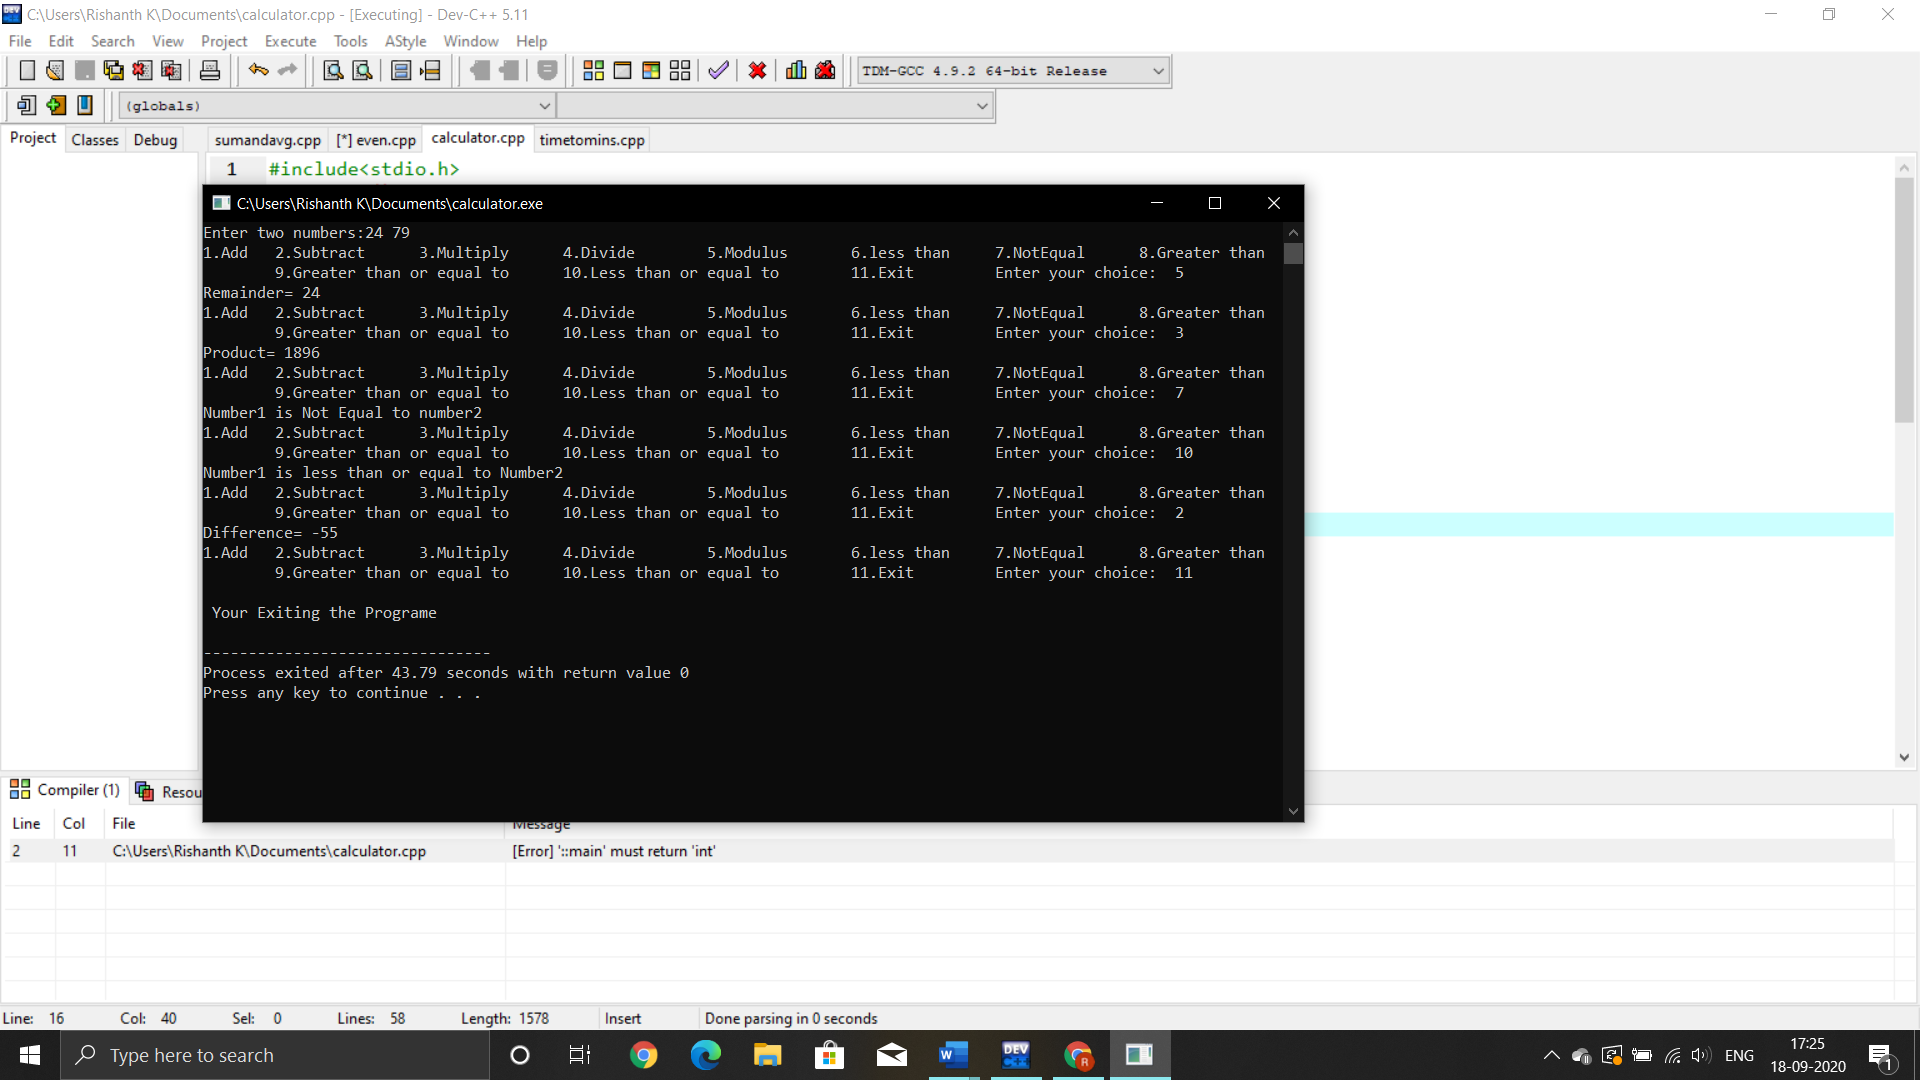 C:\Users\Rishanth K\Documents\calculator.cpp - [Executing] - Dev-C++ 5.11
File Edit Search View Project Execute Tools AStyle Window Help
TDM-GCC 4.9.2 64-bit Release
(globals)
Project Classes Debug sumandavg.cpp [*] even.cpp calculator.cpp timetomins.cpp
1 #include<stdio.h>
C:\Users\Rishanth K\Documents\calculator.exe
Enter two numbers:24 79
1.Add 2.Subtract 3.Multiply 4.Divide 5.Modulus 6.less than 7.NotEqual 8.Greater than
9.Greater than or equal to 10.Less than or equal to 11.Exit Enter your choice: 5
Remainder= 24
1.Add 2.Subtract 3.Multiply 4.Divide 5.Modulus 6.less than 7.NotEqual 8.Greater than
9.Greater than or equal to 10.Less than or equal to 11.Exit Enter your choice: 3
Product= 1896
1.Add 2.Subtract 3.Multiply 4.Divide 5.Modulus 6.less than 7.NotEqual 8.Greater than
9.Greater than or equal to 10.Less than or equal to 11.Exit Enter your choice: 7
Number1 is Not Equal to number2
1.Add 2.Subtract 3.Multiply 4.Divide 5.Modulus 6.less than 7.NotEqual 8.Greater than
9.Greater than or equal to 10.Less than or equal to 11.Exit Enter your choice: 10
Number1 is less than or equal to Number2
1.Add 2.Subtract 3.Multiply 4.Divide 5.Modulus 6.less than 7.NotEqual 8.Greater than
9.Greater than or equal to 10.Less than or equal to 11.Exit Enter your choice: 2
Difference= -55
1.Add 2.Subtract 3.Multiply 4.Divide 5.Modulus 6.less than 7.NotEqual 8.Greater than
9.Greater than or equal to 10.Less than or equal to 11.Exit Enter your choice: 11
Your Exiting the Programe
--------------------------------
Process exited after 43.79 seconds with return value 0
Press any key to continue . . .
Compiler (1) Resou
Line Col File Message
2 11 C:\Users\Rishanth K\Documents\calculator.cpp [Error] '::main' must return 'int'
Line: 16 Col: 40 Sel: 0 Lines: 58 Length: 1578 Insert Done parsing in 0 seconds
Type here to search
ENG
17:25
18-09-2020
1